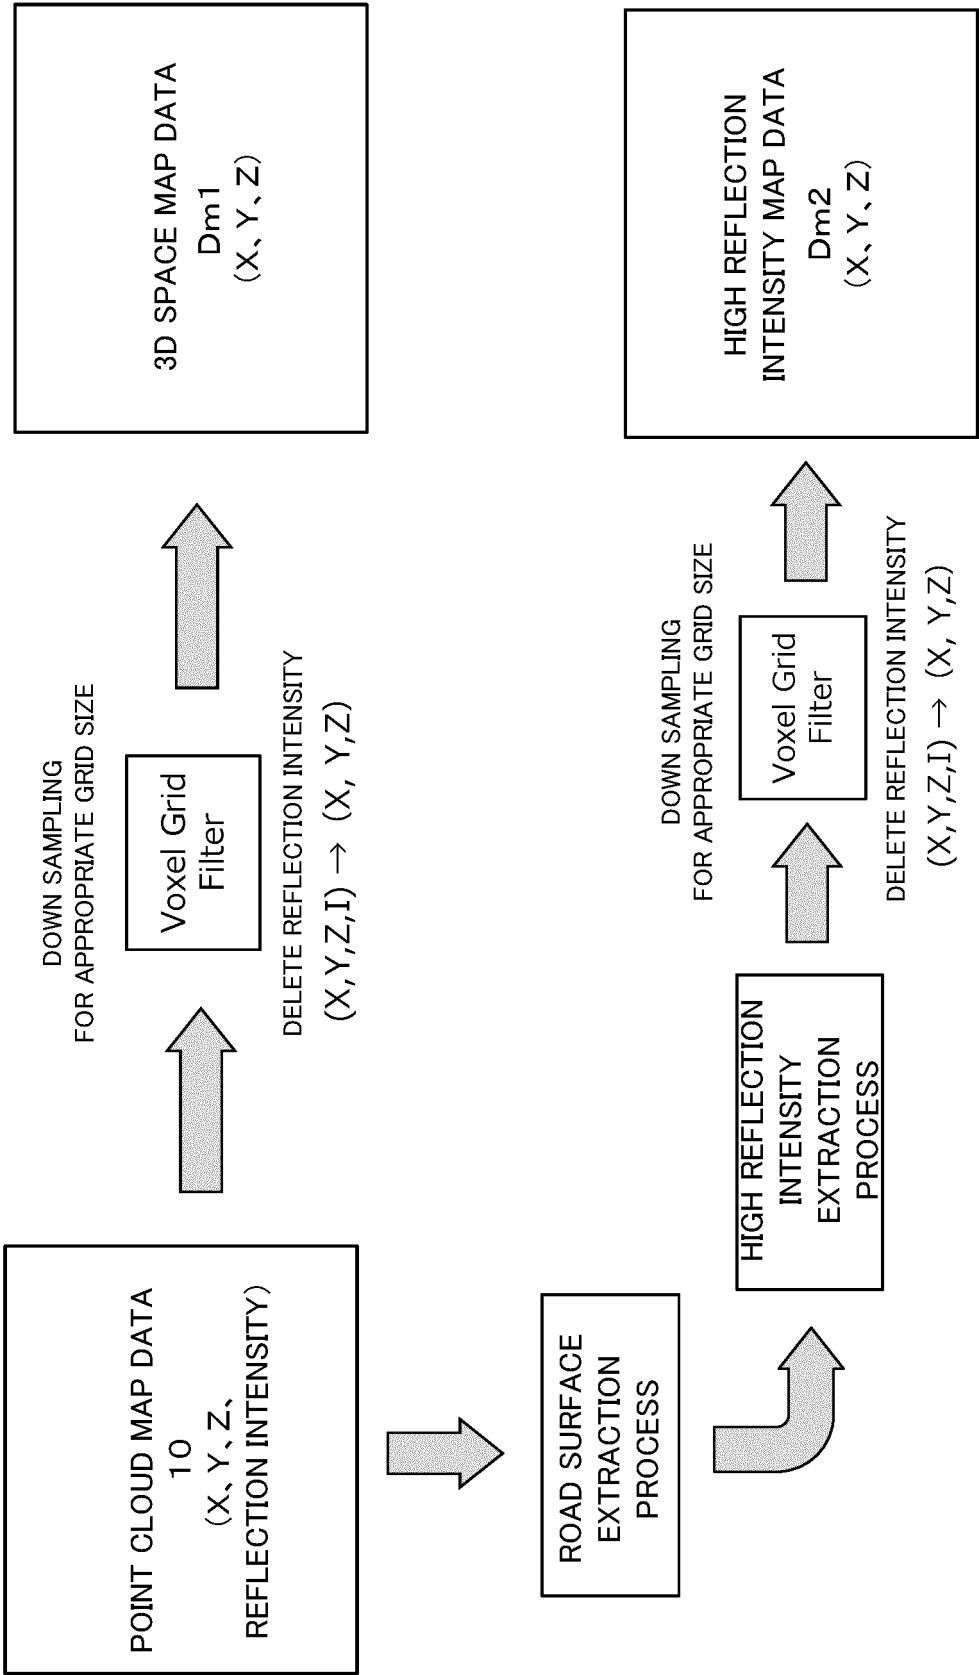 POINT CLOUD MAP DATA
10
(X、Y、Z、
REFLECTION INTENSITY)
DOWN SAMPLING
FOR APPROPRIATE GRID SIZE
Voxel Grid
Filter
DELETE REFLECTION INTENSITY
(X,Y,Z,I) → (X, Y,Z)
3D SPACE MAP DATA
Dm1
(X、Y、Z)
ROAD SURFACE
EXTRACTION
PROCESS
HIGH REFLECTION
INTENSITY
EXTRACTION
PROCESS
DOWN SAMPLING
FOR APPROPRIATE GRID SIZE
Voxel Grid
Filter
DELETE REFLECTION INTENSITY
(X,Y,Z,I) → (X, Y,Z)
HIGH REFLECTION
INTENSITY MAP DATA
Dm2
(X、Y、Z)